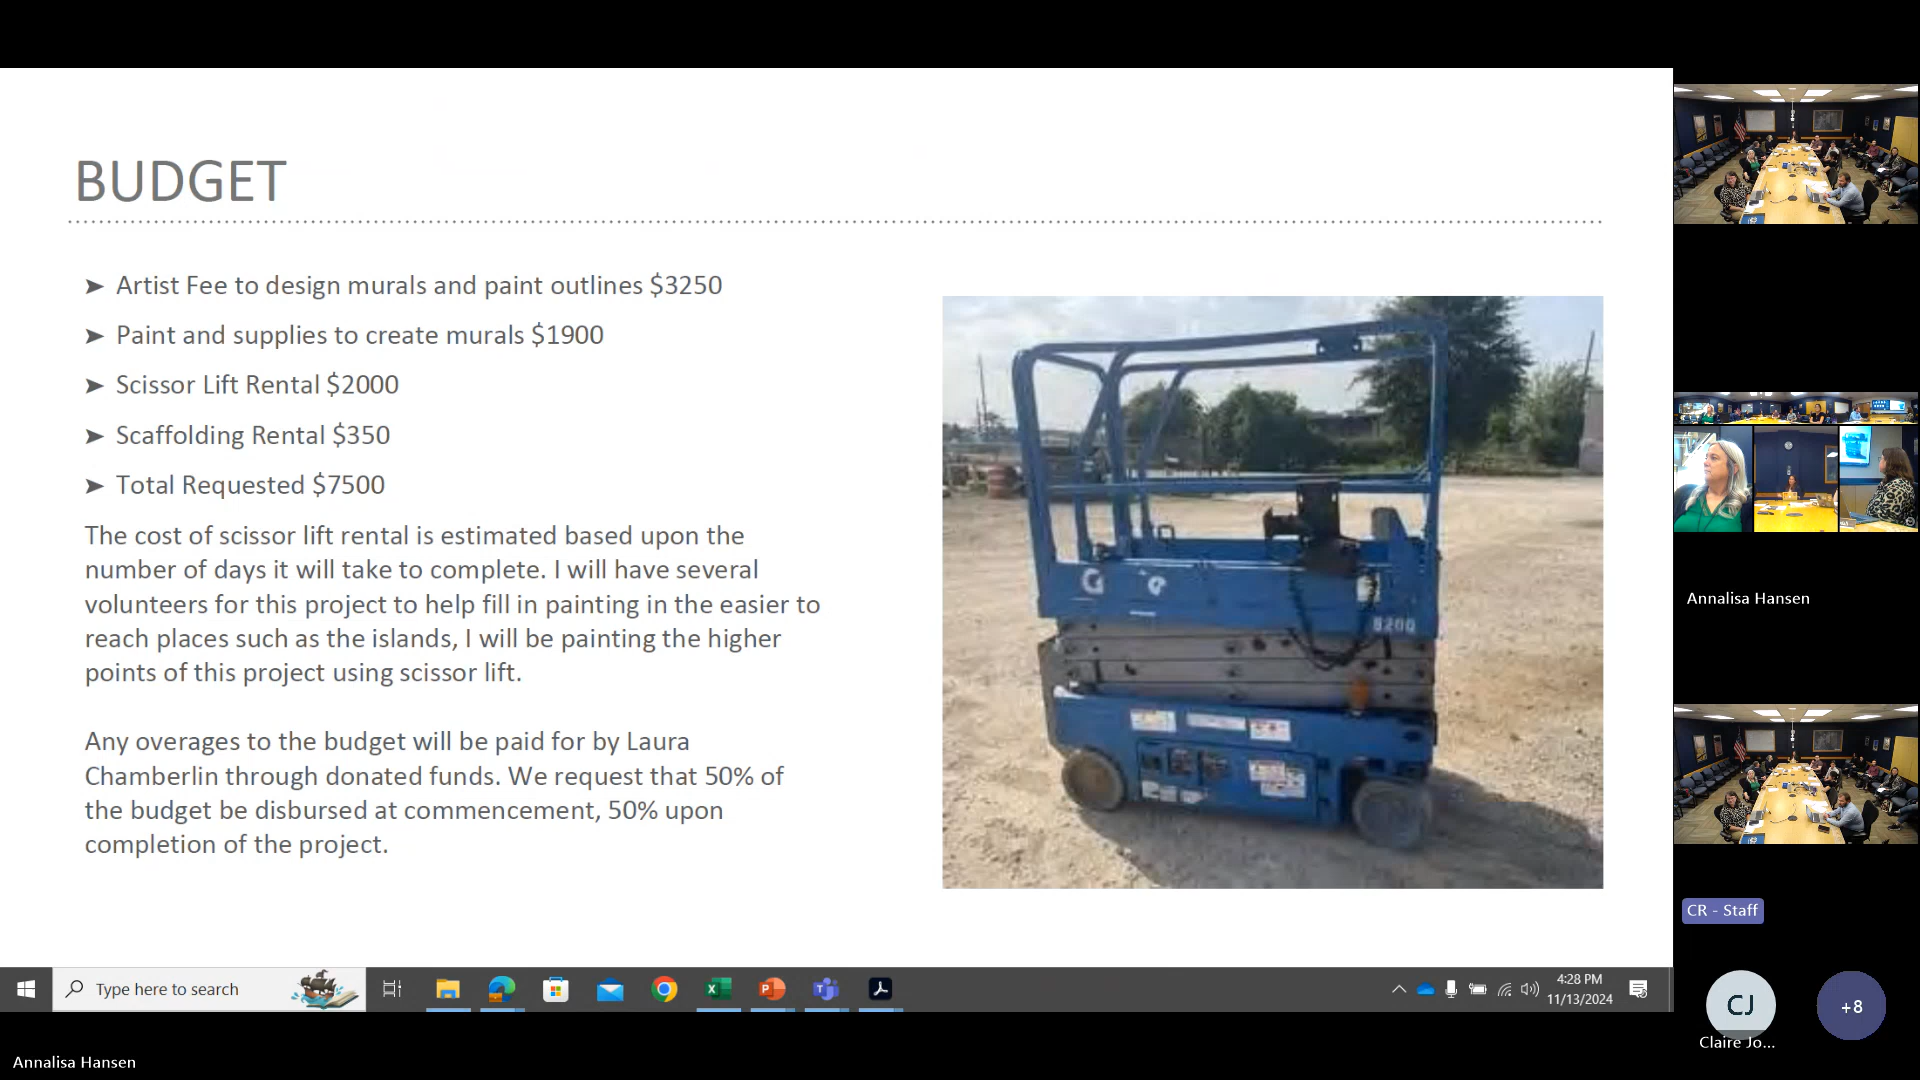 BUDGET
➤ Artist Fee to design murals and paint outlines $3250
➤ Paint and supplies to create murals $1900
➤ Scissor Lift Rental $2000
➤ Scaffolding Rental $350
➤ Total Requested $7500
The cost of scissor lift rental is estimated based upon the
number of days it will take to complete. I will have several
volunteers for this project to help fill in painting in the easier to
reach places such as the islands, I will be painting the higher
points of this project using scissor lift.
Any overages to the budget will be paid for by Laura
Chamberlin through donated funds. We request that 50% of
the budget be disbursed at commencement, 50% upon
completion of the project.
Type here to search
4:28 PM
11/13/2024
Annalisa Hansen
Annalisa Hansen
CR - Staff
CJ
+8
Claire Jo...